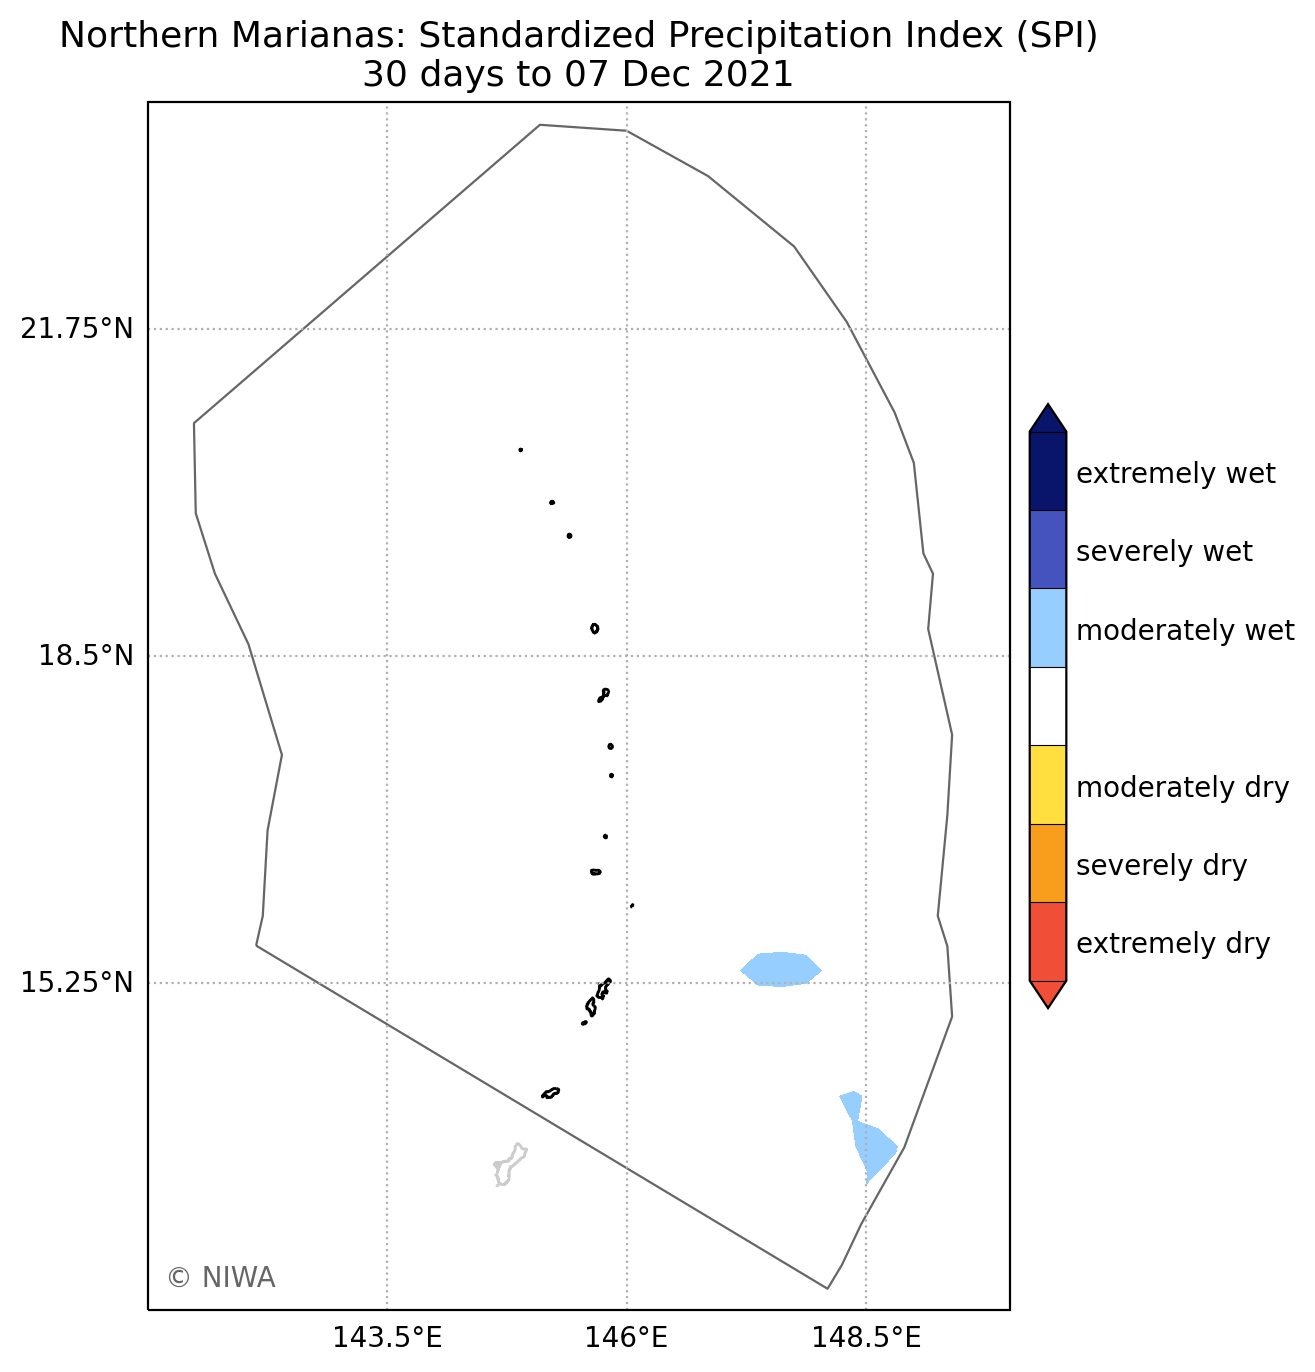 Northern Marianas: Standardized Precipitation Index (SPI)
30 days to 07 Dec 2021
21.75°N
18.5°N
15.25°N
143.5°E
146°E
148.5°E
extremely wet
severely wet
moderately wet
moderately dry
severely dry
extremely dry
© NIWA